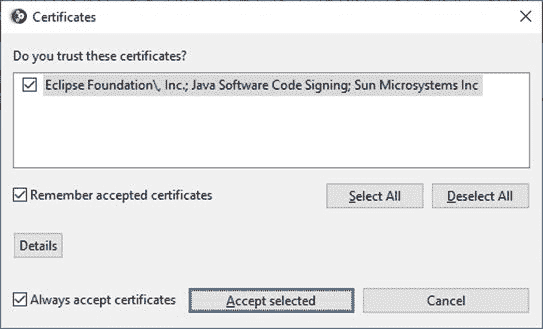 Certificates
Do you trust these certificates?
Eclipse Foundation\, Inc.; Java Software Code Signing; Sun Microsystems Inc
Remember accepted certificates
Select All
Deselect All
Details
Always accept certificates
Accept selected
Cancel